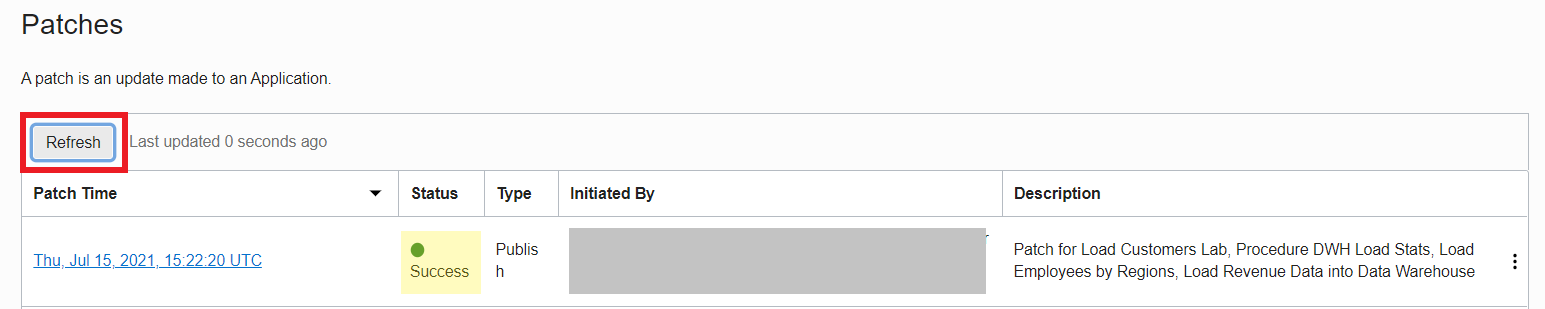 Patches
A patch is an update made to an Application.
Refresh Last updated 0 seconds ago
Patch Time Status Type Initiated By Description
Thu, Jul 15, 2021, 15:22:20 UTC
Success
Publis
h
Patch for Load Customers Lab, Procedure DWH Load Stats, Load
Employees by Regions, Load Revenue Data into Data Warehouse